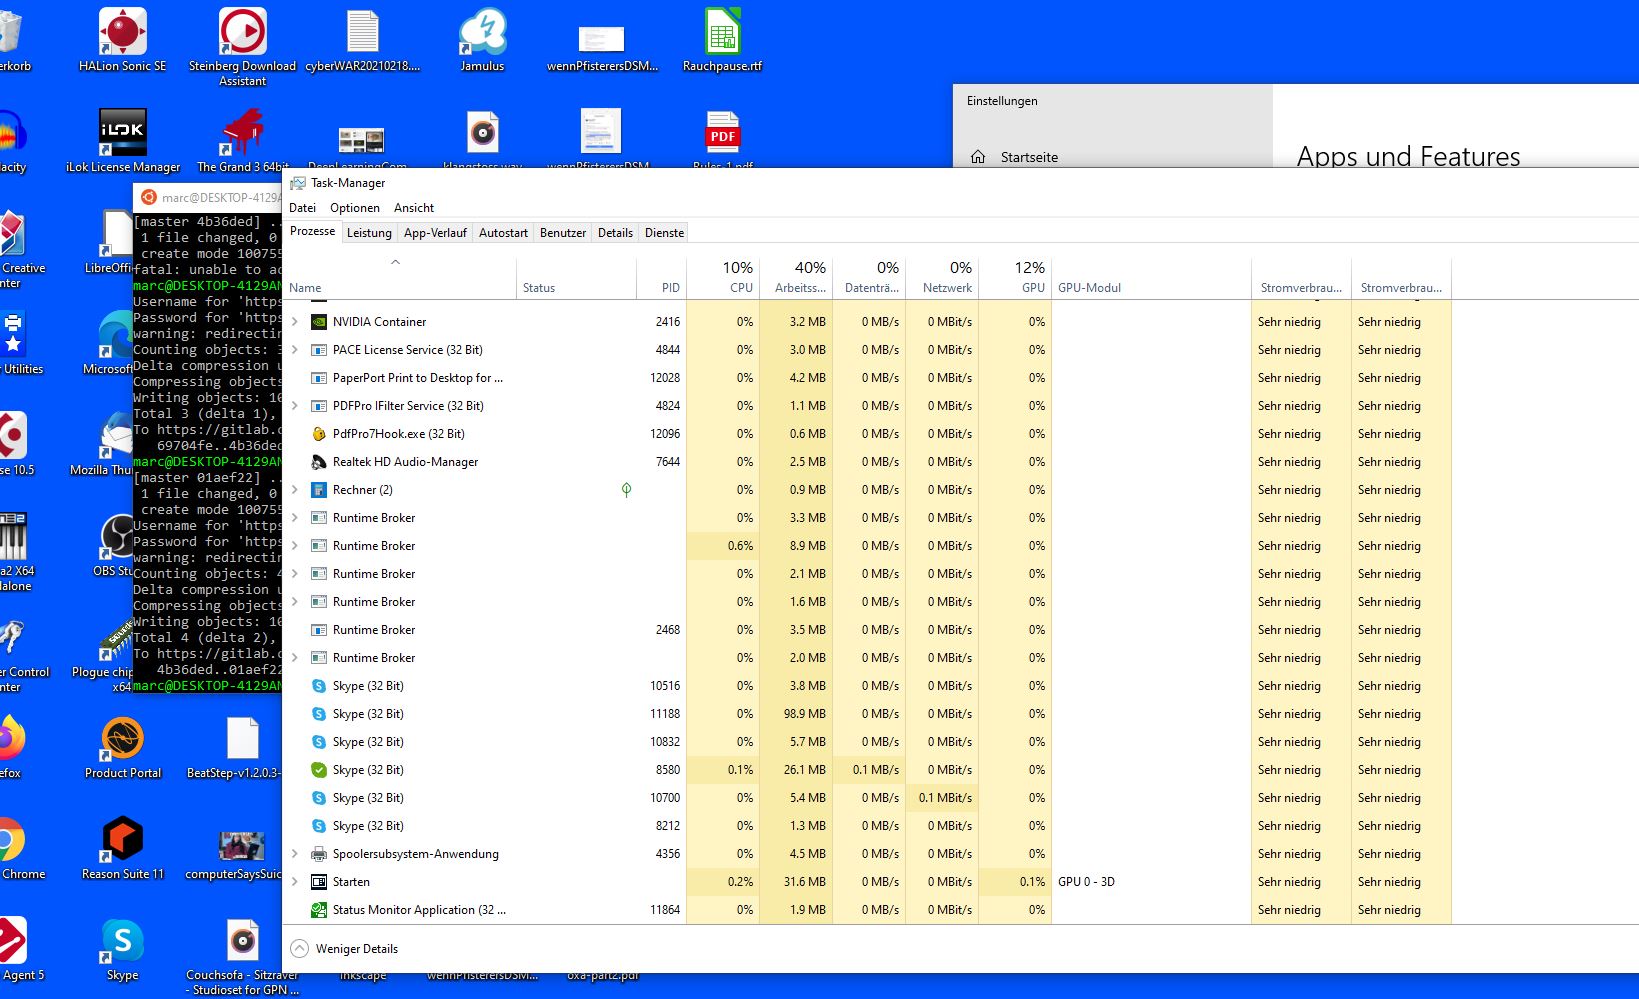 erkorb
HALion Sonic SE
Steinberg Download
Assistant
cyberWAR20210218....
Jamulus
wennPfisterersDSM...
Rauchpause.rtf
iLOK
PDF
acity
iLok License Manager
The Grand 3 64bit
DeepLearningCom
klangstoss.wav
wennPfisterersDSM
Rules-1.pdf
Einstellungen
Startseite
Apps und Features
marc@DESKTOP-4129A
[master 4b36ded] ..
1 file changed, 0
create mode 100755
fatal: unable to ac
marc@DESKTOP-4129AN
Username for 'https
Password for 'https
warning: redirectin
Counting objects: 3
Delta compression u
Compressing objects
Writing objects: 10
Total 3 (delta 1),
To https://gitlab.c
69704fe..4b36ded
marc@DESKTOP-4129AN
[master 01aef22] ..
1 file changed, 0
create mode 100755
Username for 'https
Password for 'https
warning: redirectin
Counting objects: 4
Delta compression u
Compressing objects
Writing objects: 10
Total 4 (delta 2),
To https://gitlab.c
4b36ded..01aef22
marc@DESKTOP-4129AN
Creative
nter
LibreOffi
Utilities
Microsof
se 10.5
Mozilla Thu
a2 X64
lalone
OBS Stu
er Control
nter
Plogue chip
x64
efox
Product Portal
BeatStep-v1.2.0.3-
Chrome
Reason Suite 11
computerSaysSuic
Agent 5
Skype
Couchsofa - Sitzraver
- Studioset for GPN ...
Inkscape
wennPfisterersDSM...
oxa-part2.pdf
Task-Manager
Datei Optionen Ansicht
Prozesse Leistung App-Verlauf Autostart Benutzer Details Dienste
10% 40% 0% 0% 12%
Name Status PID CPU Arbeitss... Datenträ... Netzwerk GPU GPU-Modul Stromverbrau... Stromverbrau...
NVIDIA Container 2416 0% 3.2 MB 0 MB/s 0 MBit/s 0% Sehr niedrig Sehr niedrig
PACE License Service (32 Bit) 4844 0% 3.0 MB 0 MB/s 0 MBit/s 0% Sehr niedrig Sehr niedrig
PaperPort Print to Desktop for ... 12028 0% 4.2 MB 0 MB/s 0 MBit/s 0% Sehr niedrig Sehr niedrig
PDFPro IFilter Service (32 Bit) 4824 0% 1.1 MB 0 MB/s 0 MBit/s 0% Sehr niedrig Sehr niedrig
PdfPro7Hook.exe (32 Bit) 12096 0% 0.6 MB 0 MB/s 0 MBit/s 0% Sehr niedrig Sehr niedrig
Realtek HD Audio-Manager 7644 0% 2.5 MB 0 MB/s 0 MBit/s 0% Sehr niedrig Sehr niedrig
Rechner (2) 0% 0.9 MB 0 MB/s 0 MBit/s 0% Sehr niedrig Sehr niedrig
Runtime Broker 0% 3.3 MB 0 MB/s 0 MBit/s 0% Sehr niedrig Sehr niedrig
Runtime Broker 0.6% 8.9 MB 0 MB/s 0 MBit/s 0% Sehr niedrig Sehr niedrig
Runtime Broker 0% 2.1 MB 0 MB/s 0 MBit/s 0% Sehr niedrig Sehr niedrig
Runtime Broker 0% 1.6 MB 0 MB/s 0 MBit/s 0% Sehr niedrig Sehr niedrig
Runtime Broker 2468 0% 3.5 MB 0 MB/s 0 MBit/s 0% Sehr niedrig Sehr niedrig
Runtime Broker 0% 2.0 MB 0 MB/s 0 MBit/s 0% Sehr niedrig Sehr niedrig
Skype (32 Bit) 10516 0% 3.8 MB 0 MB/s 0 MBit/s 0% Sehr niedrig Sehr niedrig
Skype (32 Bit) 11188 0% 98.9 MB 0 MB/s 0 MBit/s 0% Sehr niedrig Sehr niedrig
Skype (32 Bit) 10832 0% 5.7 MB 0 MB/s 0 MBit/s 0% Sehr niedrig Sehr niedrig
Skype (32 Bit) 8580 0.1% 26.1 MB 0.1 MB/s 0 MBit/s 0% Sehr niedrig Sehr niedrig
Skype (32 Bit) 10700 0% 5.4 MB 0 MB/s 0.1 MBit/s 0% Sehr niedrig Sehr niedrig
Skype (32 Bit) 8212 0% 1.3 MB 0 MB/s 0 MBit/s 0% Sehr niedrig Sehr niedrig
Spoolersubsystem-Anwendung 4356 0% 4.5 MB 0 MB/s 0 MBit/s 0% Sehr niedrig Sehr niedrig
Starten 0.2% 31.6 MB 0 MB/s 0 MBit/s 0.1% GPU 0 - 3D Sehr niedrig Sehr niedrig
Status Monitor Application (32 ... 11864 0% 1.9 MB 0 MB/s 0 MBit/s 0% Sehr niedrig Sehr niedrig
Weniger Details